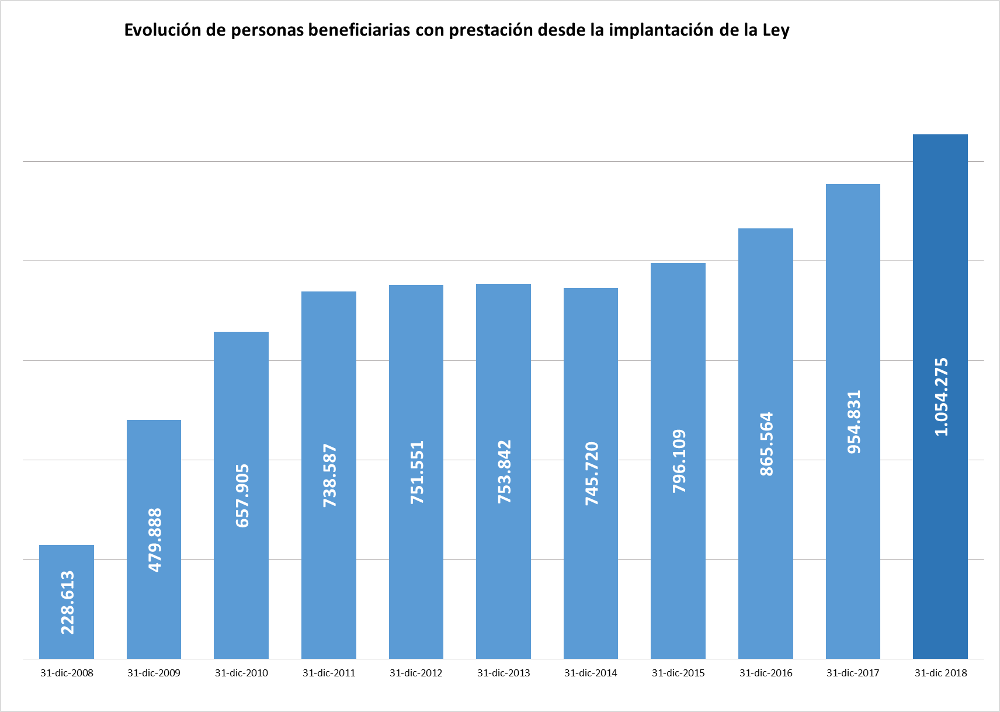 Evolución de personas beneficiarias con prestación desde la implantación de la Ley
228.613
479.888
657.905
738.587
751.551
753.842
745.720
796.109
865.564
954.831
1.054.275
31-dic-2008
31-dic-2009
31-dic-2010
31-dic-2011
31-dic-2012
31-dic-2013
31-dic-2014
31-dic-2015
31-dic-2016
31-dic-2017
31-dic 2018